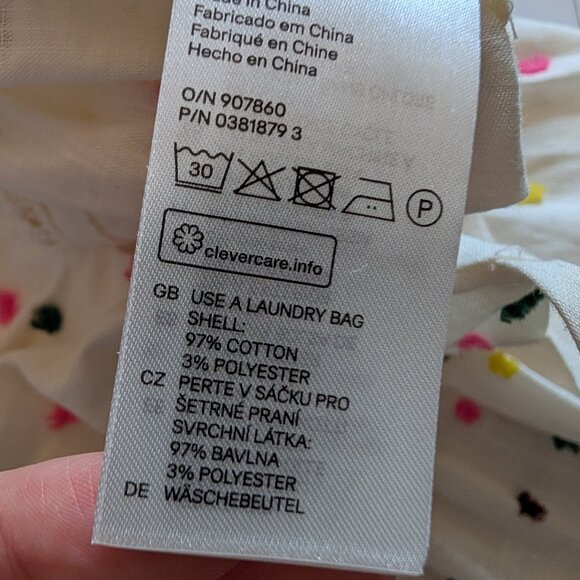 in China
Fabricado em China
Fabriqué en Chine
Hecho en China
O/N 907860
P/N 0381879 3
30
P
clevercare.info
GB USE A LAUNDRY BAG
SHELL:
97% COTTON
3% POLYESTER
CZ PERTE V SÁČKU PRO
ŠETRNÉ PRANÍ
SVRCHNÍ LÁTKA:
97% BAVLNA
3% POLYESTER
DE WÄSCHEBEUTEL